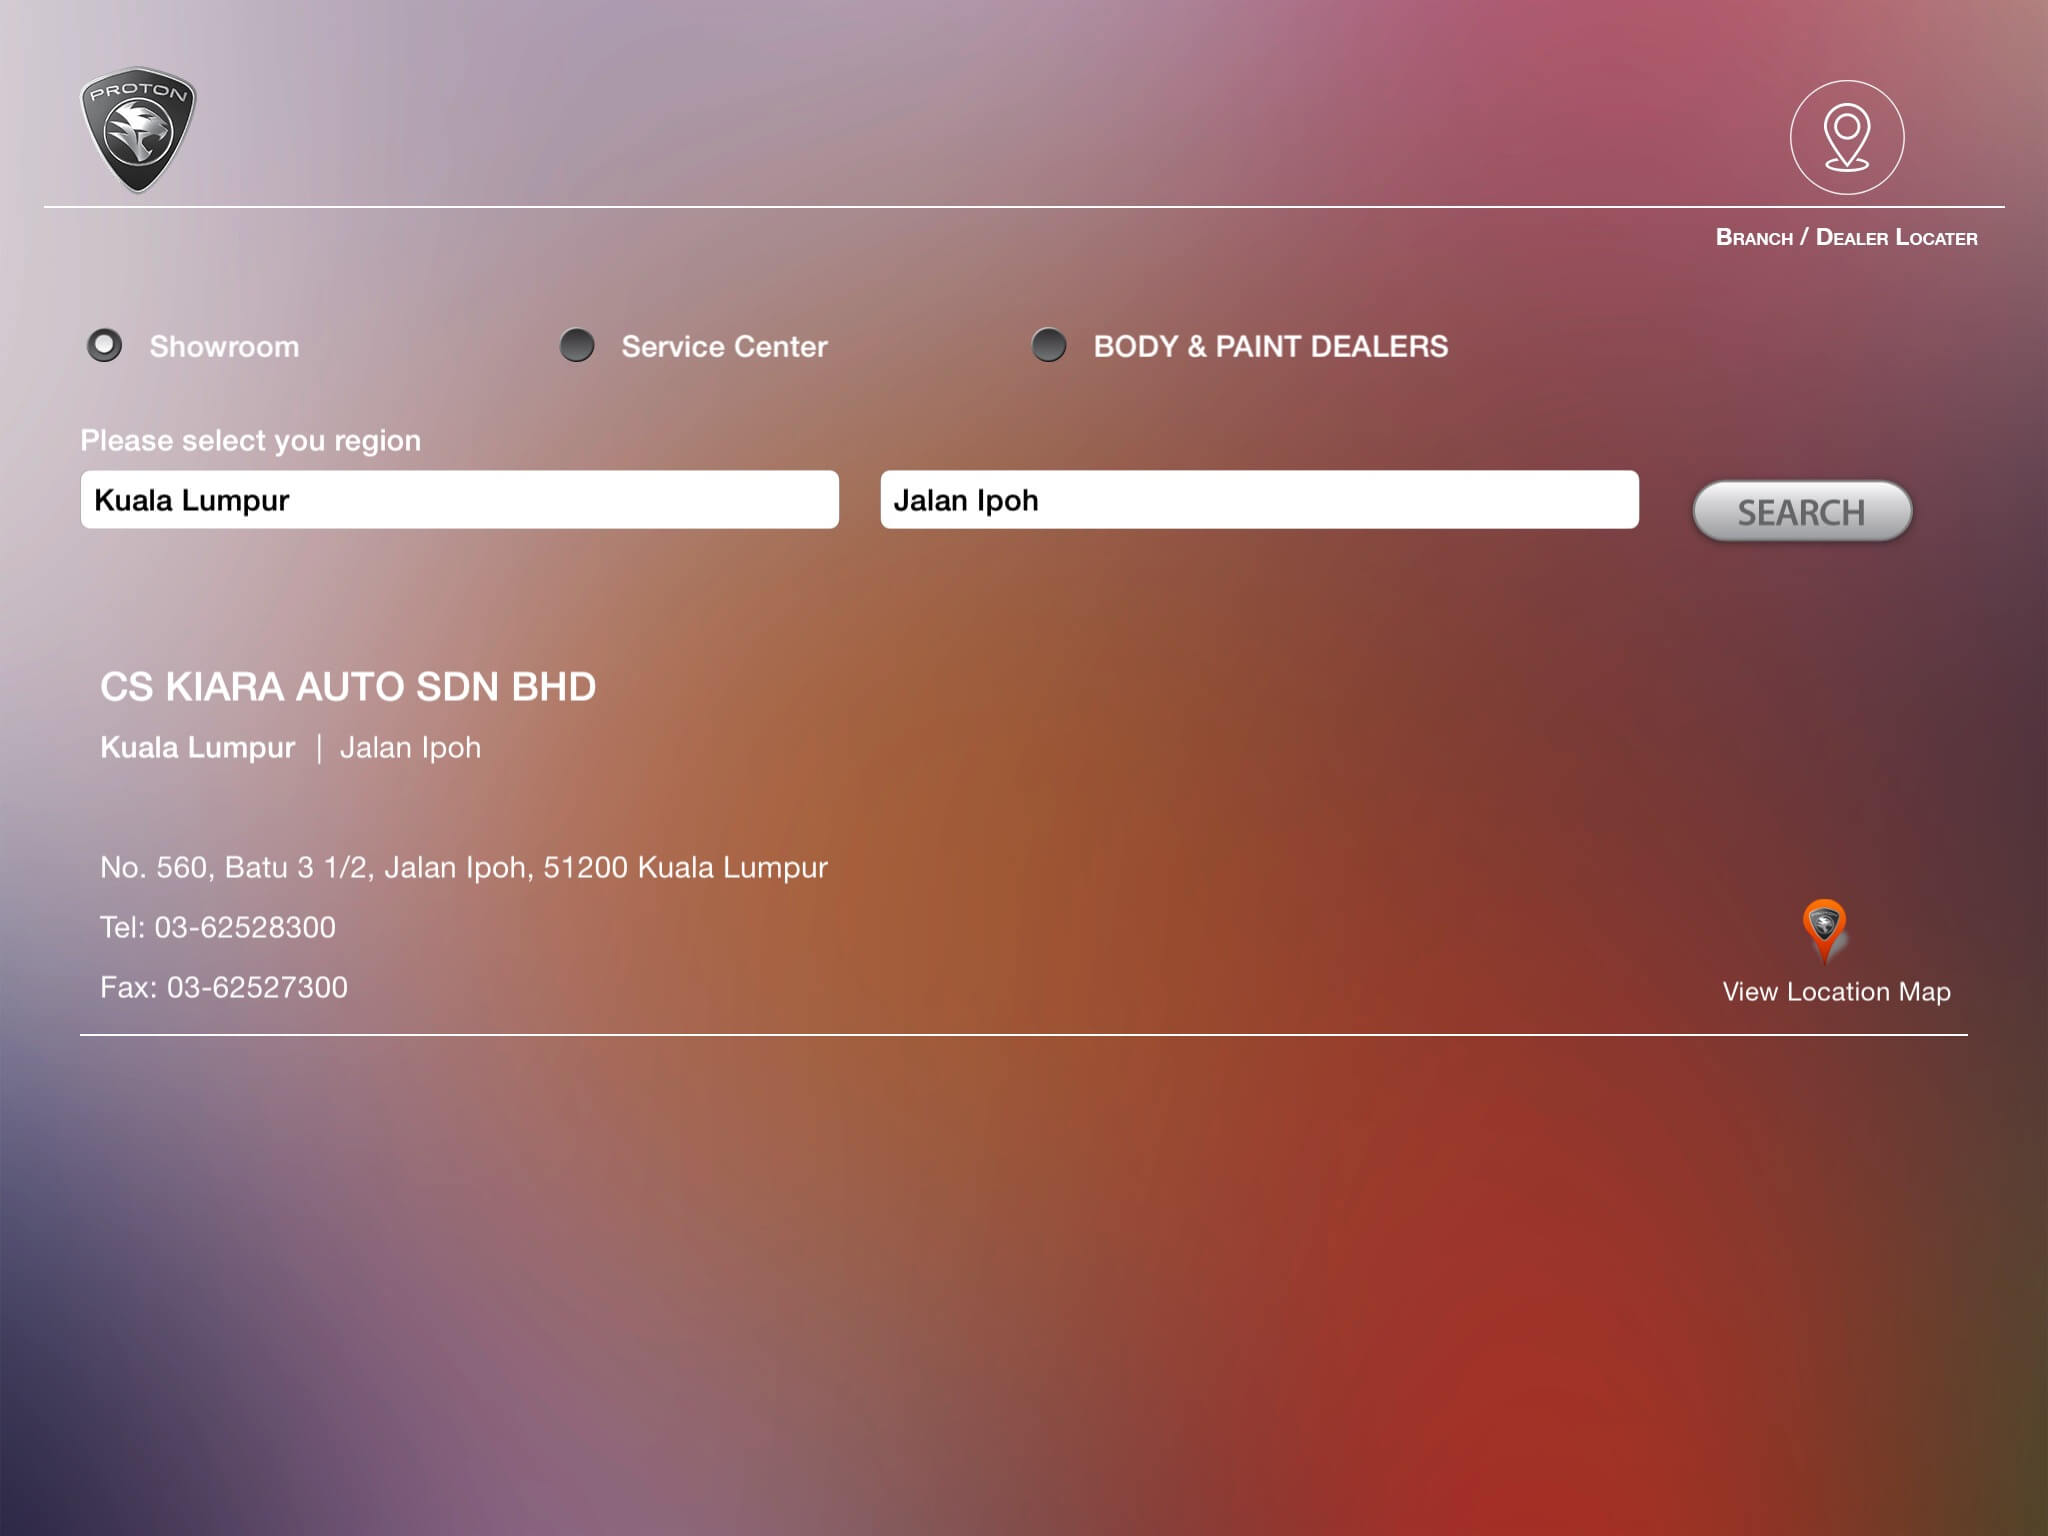 PROTON
Branch / Dealer Locater
Showroom
Service Center
BODY & PAINT DEALERS
Please select you region
Kuala Lumpur
Jalan Ipoh
SEARCH
CS KIARA AUTO SDN BHD
Kuala Lumpur | Jalan Ipoh
No. 560, Batu 3 1/2, Jalan Ipoh, 51200 Kuala Lumpur
Tel: 03-62528300
Fax: 03-62527300
View Location Map